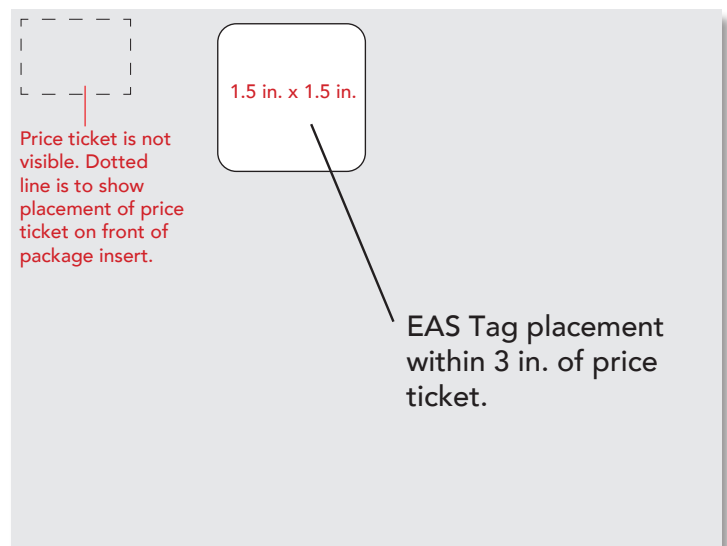 1.5 in. x 1.5 in.
Price ticket is not
visible. Dotted
line is to show
placement of price
ticket on front of
package insert.
EAS Tag placement
within 3 in. of price
ticket.